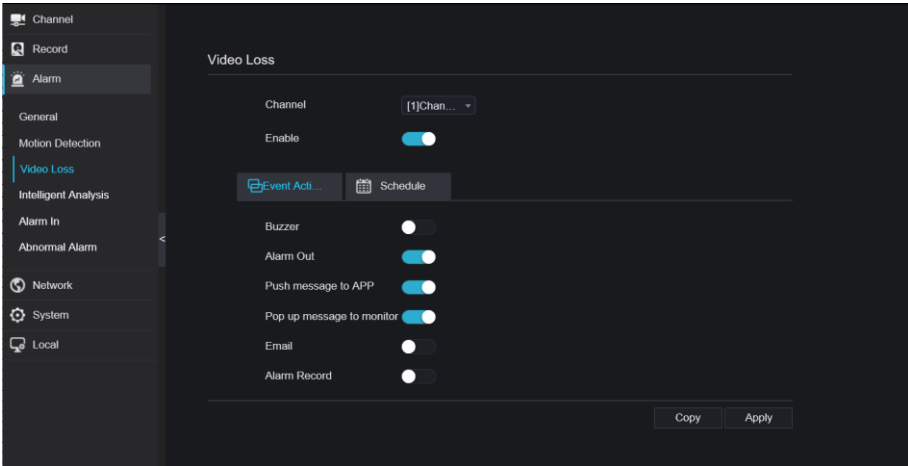 Channel
Record
Alarm
General
Motion Detection
Video Loss
Intelligent Analysis
Alarm In
Abnormal Alarm
Network
System
Local
<
Video Loss
Channel [1]Chan...
Enable
Event Acti... Schedule
Buzzer
Alarm Out
Push message to APP
Pop up message to monitor
Email
Alarm Record
Copy Apply